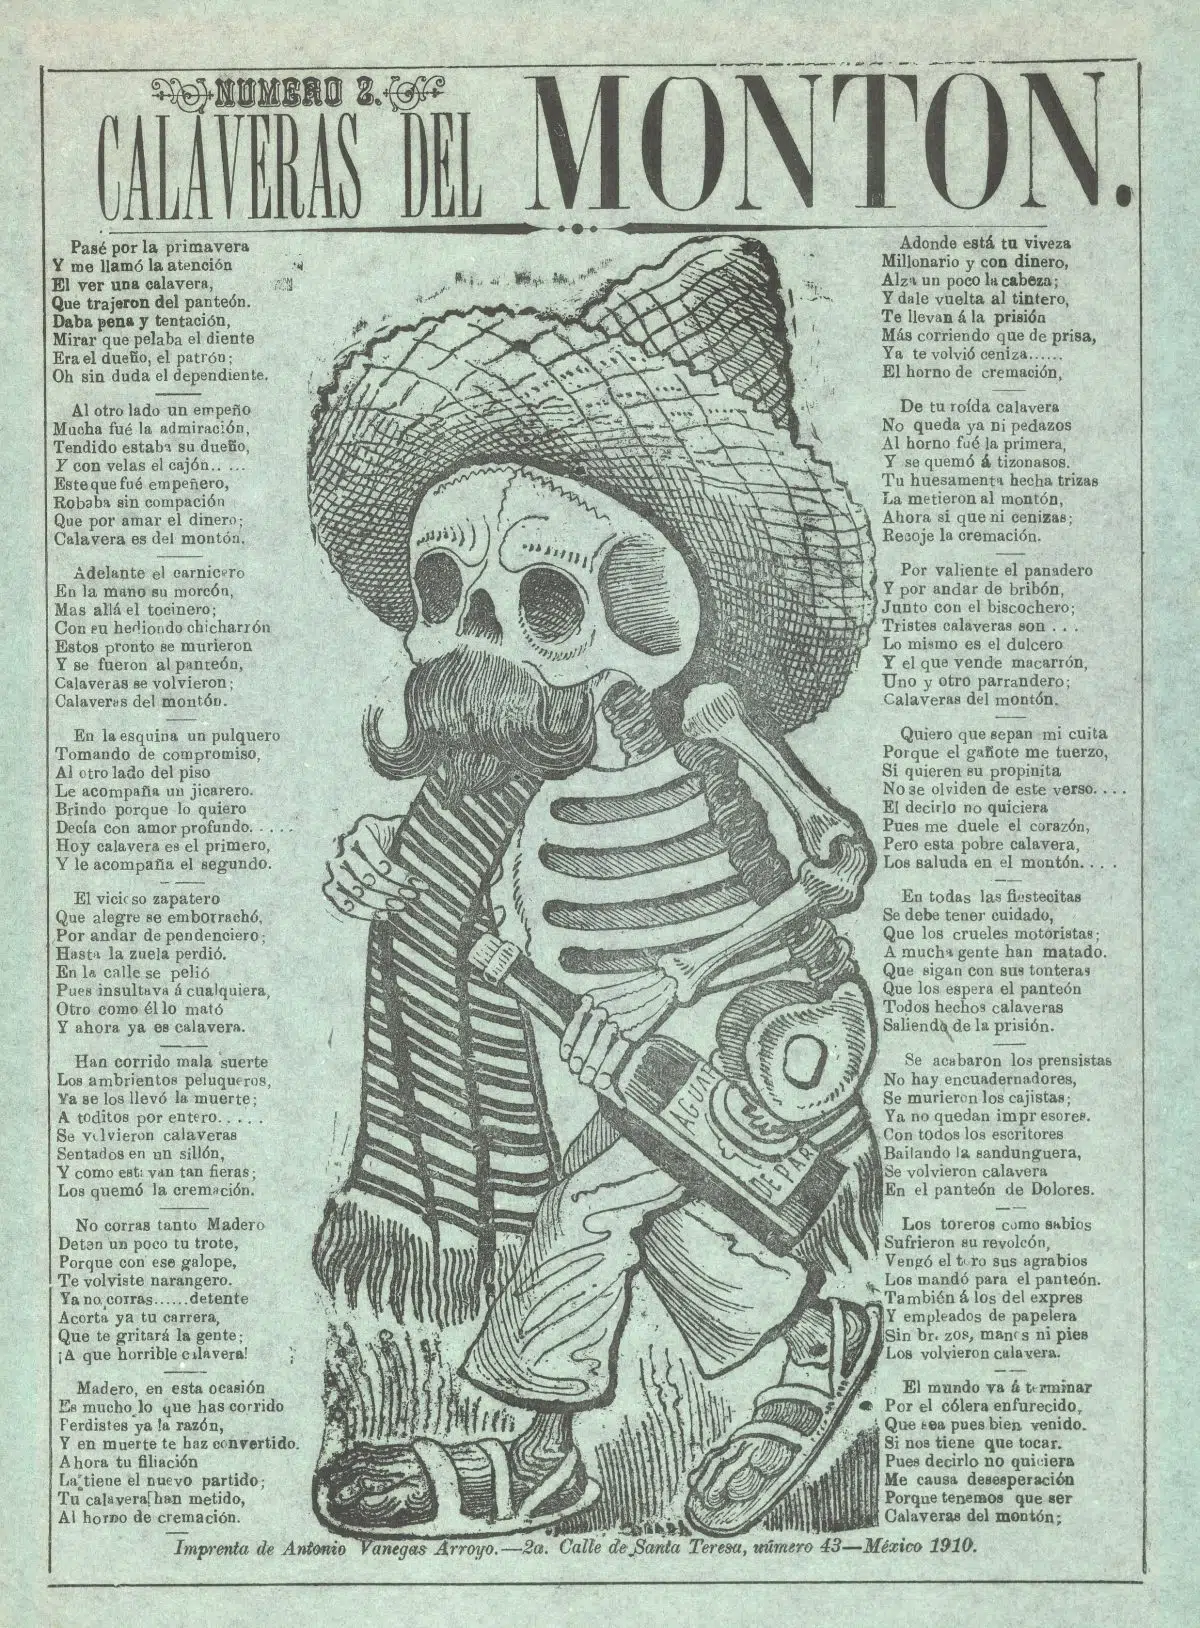 NUMERO 2.
CALAVERAS DEL MONTON.
Pasé por la primavera
Y me llamó la atención
El ver una calavera,
Que trajeron del panteón.
Daba pena y tentación,
Mirar que pelaba el diente
Era el dueño, el patrón;
Oh sin duda el dependiente.
Al otro lado un empeño
Mucha fué la admiración,
Tendido estaba su dueño,
Y con velas el cajón.. ...
Este que fué empeñero,
Robaba sin compación
Que por amar el dinero;
Calavera es del montón.
Adelante el carnicero
En la mano su morcón,
Mas allá el tocinero;
Con su hediondo chicharrón
Estos pronto se murieron
Y se fueron al panteón,
Calaveras se volvieron;
Calaveras del montón.
En la esquina un pulquero
Tomando de compromiso,
Al otro lado del piso
Le acompaña un jicarero.
Brindo porque lo quiero
Decía con amor profundo.....
Hoy calavera es el primero,
Y le acompaña el segundo.
El vicioso zapatero
Que alegre se emborrachó,
Por andar de pendenciero;
Hasta la zuela perdió.
En la calle se pelió
Pues insultava á cualquiera,
Otro como él lo mató
Y ahora ya es calavera.
Han corrido mala suerte
Los ambrientos peluqueros,
Ya se los llevó la muerte;
A toditos por entero.....
Se volvieron calaveras
Sentados en un sillón,
Y como estavan tan fieras;
Los quemó la cremación.
No corras tanto Madero
Deten un poco tu trote,
Porque con ese galope,
Te volviste narangero.
Ya no corras......detente
Acorta ya tu carrera,
Que te gritará la gente;
¡A que horrible calavera!
Madero, en esta ocasión
Es mucho lo que has corrido
Perdistes ya la razón,
Y en muerte te haz convertido.
Ahora tu filiación
La tiene el nuevo partido;
Tu calavera han metido,
Al horno de cremación.
AGUAR
DE PAR
Adonde está tu viveza
Millonario y con dinero,
Alza un poco la cabeza;
Y dale vuelta al tintero,
Te llevan á la prisión
Más corriendo que de prisa,
Ya te volvió ceniza......
El horno de cremación,
De tu roída calavera
No queda ya ni pedazos
Al horno fué la primera,
Y se quemó á tizonasos.
Tu huesamenta hecha trizas
La metieron al montón,
Ahora si que ni cenizas;
Recoje la cremación.
Por valiente el panadero
Y por andar de bribón,
Junto con el biscochero;
Tristes calaveras son . . .
Lo mismo es el dulcero
Y el que vende macarrón,
Uno y otro parrandero;
Calaveras del montón.
Quiero que sepan mi cuita
Porque el gañote me tuerzo,
Si quieren su propinita
No se olviden de este verso....
El decirlo no quiciera
Pues me duele el corazón,
Pero esta pobre calavera,
Los saluda en el montón....
En todas las fiestecitas
Se debe tener cuidado,
Que los crueles motoristas;
A mucha gente han matado.
Que sigan con sus tonteras
Que los espera el panteón
Todos hechos calaveras
Saliendo de la prisión.
Se acabaron los prensistas
No hay encuadernadores,
Se murieron los cajistas;
Ya no quedan impresores.
Con todos los escritores
Bailando la sandunguera,
Se volvieron calavera
En el panteón de Dolores.
Los toreros como sabios
Sufrieron su revolcón,
Vengó el toro sus agrabios
Los mandó para el panteón.
También á los del expres
Y empleados de papelera
Sin brazos, manos ni pies
Los volvieron calavera.
El mundo va á terminar
Por el cólera enfurecido,
Que sea pues bien venido.
Si nos tiene que tocar.
Pues decirlo no quiciera
Me causa desesperación
Porque tenemos que ser
Calaveras del montón;
Imprenta de Antonio Vanegas Arroyo.—2a. Calle de Santa Teresa, número 43—México 1910.